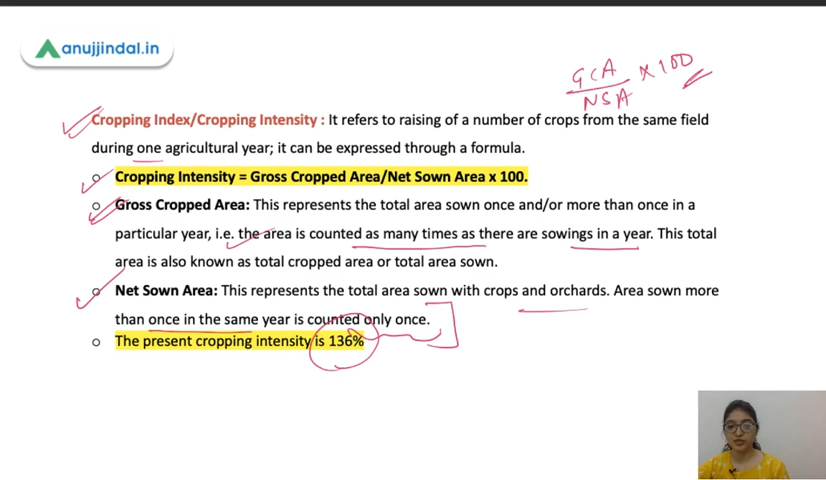 anujjindal.in
GCA
NSA
× 100
Cropping Index/Cropping Intensity : It refers to raising of a number of crops from the same field
during one agricultural year; it can be expressed through a formula.
o Cropping Intensity = Gross Cropped Area/Net Sown Area x 100.
o Gross Cropped Area: This represents the total area sown once and/or more than once in a
particular year, i.e. the area is counted as many times as there are sowings in a year. This total
area is also known as total cropped area or total area sown.
o Net Sown Area: This represents the total area sown with crops and orchards. Area sown more
than once in the same year is counted only once.
o The present cropping intensity is 136%